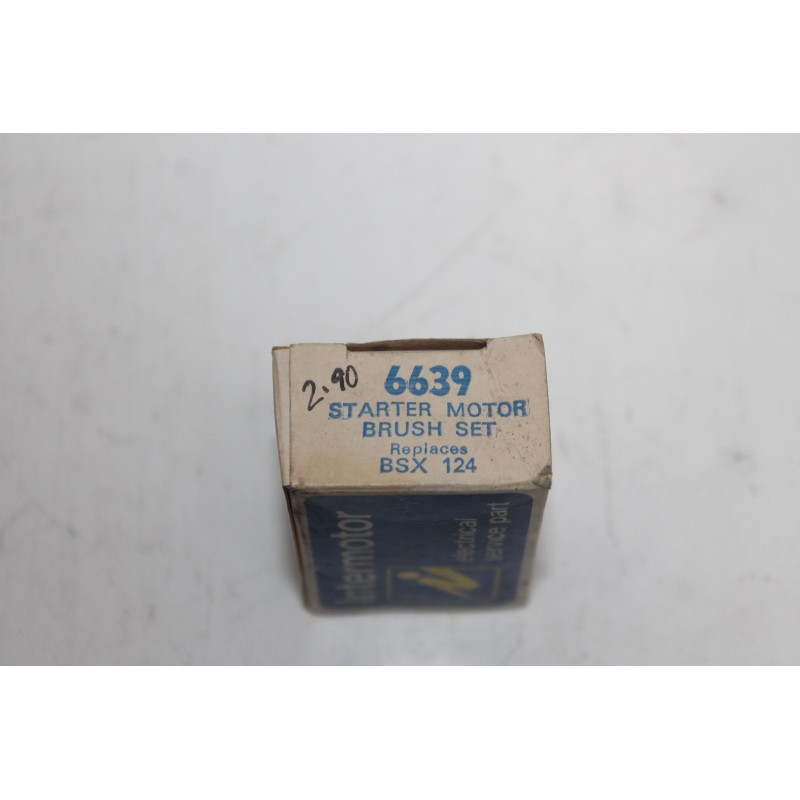 2.90
6639
STARTER MOTOR
BRUSH SET
Replaces
BSX 124
Intermotor
electrical
service part